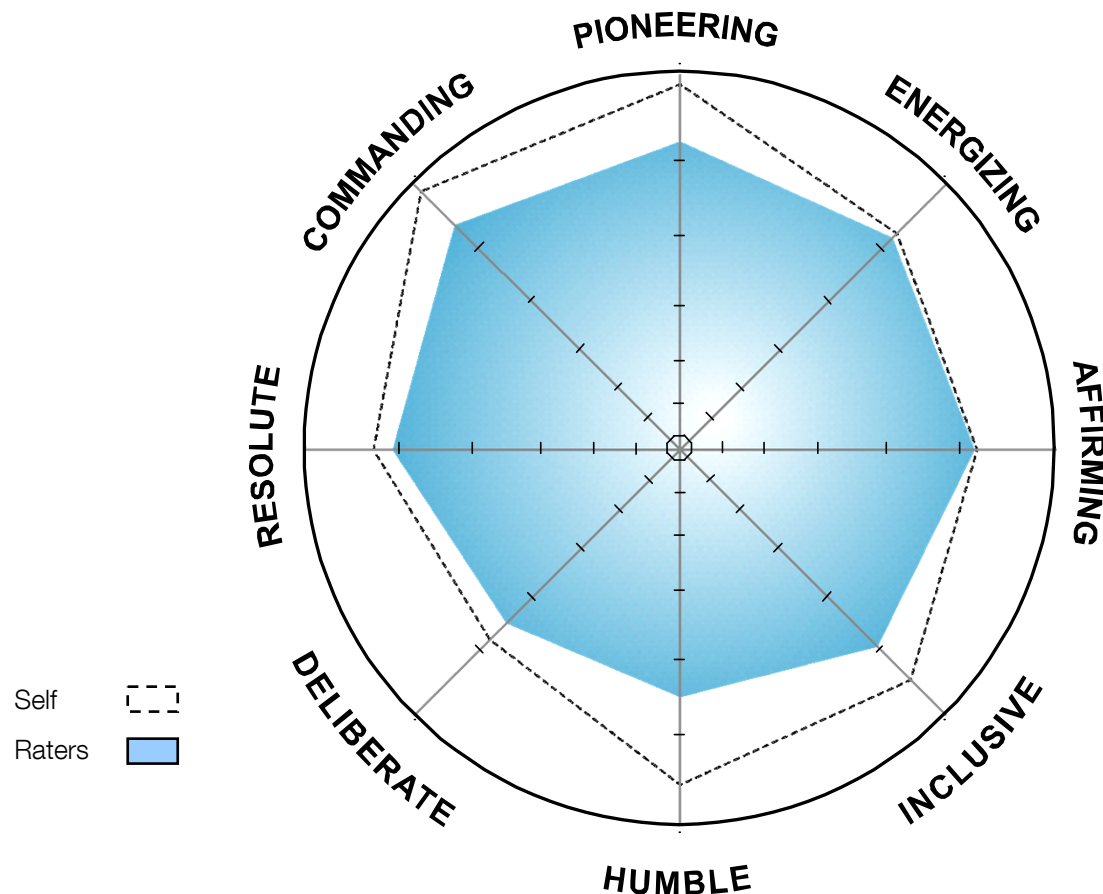 PIONEERING
ENERGIZING
AFFIRMING
INCLUSIVE
HUMBLE
DELIBERATE
RESOLUTE
COMMANDING
Self
Raters